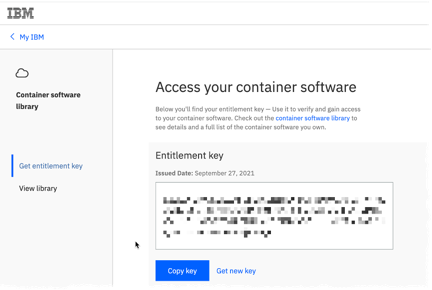 IBM
My IBM
Container software
library
Get entitlement key
View library
Access your container software
Below you'll find your entitlement key — Use it to verify and gain access
to your container software. Check out the container software library to
see details and a full list of the container software you own.
Entitlement key
Issued Date: September 27, 2021
Copy key
Get new key